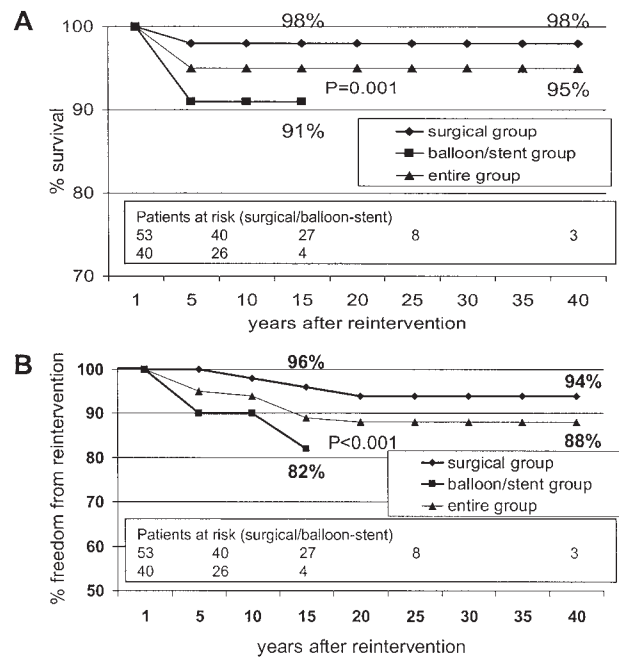 A
98%
98%
100
90
80
70
% survival
P=0.001
95%
91%
surgical group
balloon/stent group
entire group
Patients at risk (surgical/balloon-stent)
53 40 27 8 3
40 26 4
1 5 10 15 20 25 30 35 40
years after reintervention
B
96%
94%
100
90
80
70
60
50
% freedom from reintervention
P<0.001
88%
82%
surgical group
balloon/stent group
entire group
Patients at risk (surgical/balloon-stent)
53 40 27 8 3
40 26 4
1 5 10 15 20 25 30 35 40
years after reintervention